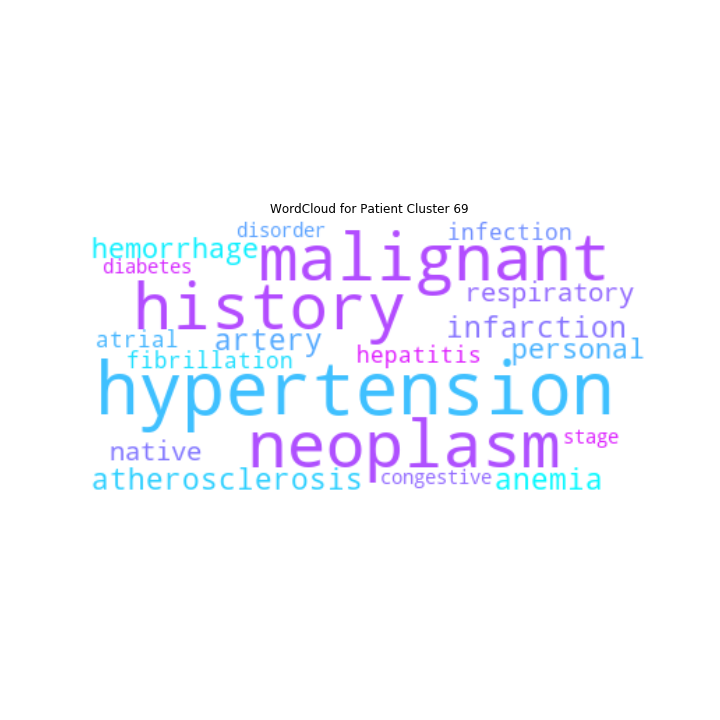 WordCloud for Patient Cluster 69
disorder
infection
hemorrhage
malignant
diabetes
history
respiratory
infarction
atrial
artery
personal
fibrillation
hepatitis
hypertension
neoplasm
stage
native
atherosclerosis
congestive
anemia